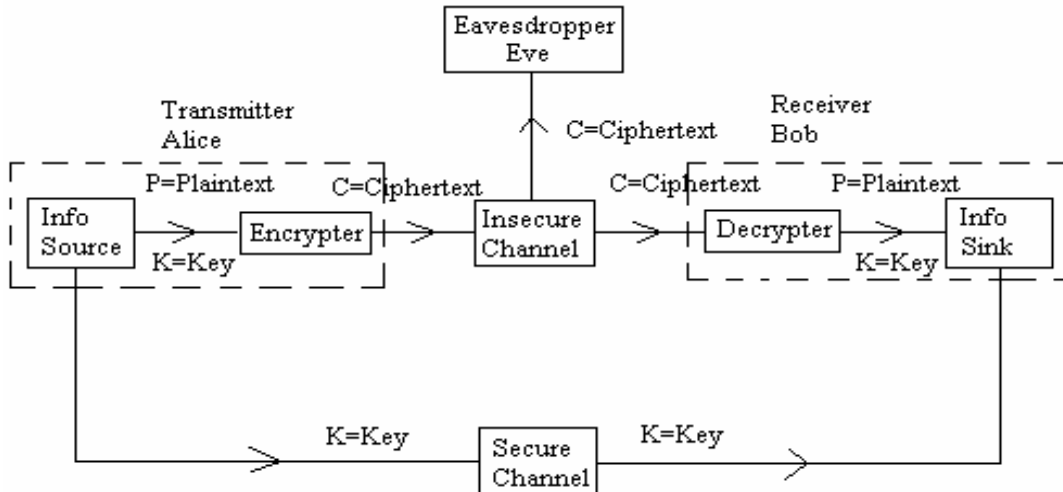 Eavesdropper
Eve
Transmitter
Alice
Receiver
Bob
C=Ciphertext
P=Plaintext
C=Ciphertext
C=Ciphertext
P=Plaintext
Info
Source
Encrypter
Insecure
Channel
Decrypter
Info
Sink
K=Key
K=Key
K=Key
K=Key
Secure
Channel